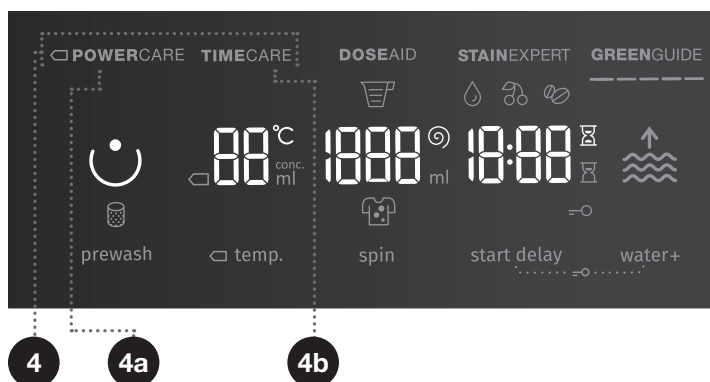 POWERCARE TIMECARE DOSEAID STAINEXPERT GREENGUIDE
88 °C 1888 18:88
conc.
ml ml
prewash temp. spin start delay water+
4 4a 4b